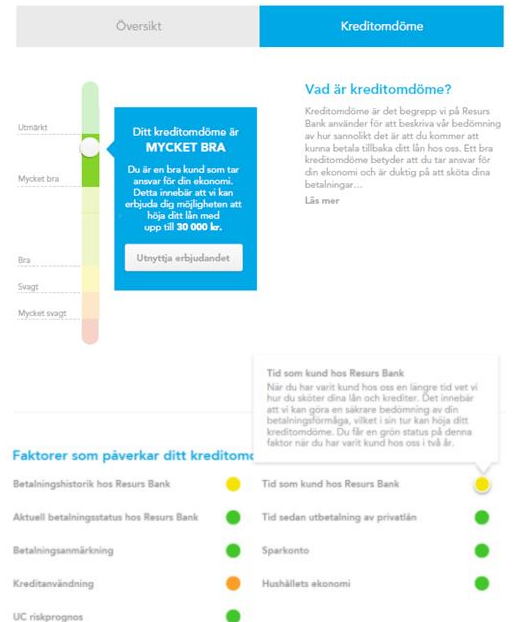 Översikt
Kreditomdöme
Utmärkt
Mycket bra
Bra
Svagt
Mycket svagt
Ditt kreditomdöme är
MYCKET BRA
Du är en bra kund som tar
ansvar för din ekonomi.
Detta innebär att vi kan
erbjuda dig möjligheten att
höja ditt lån med
upp till 30 000 kr.
Utnyttja erbjudandet
Vad är kreditomdöme?
Kreditomdöme är det begrepp vi på Resurs
Bank använder för att beskriva vår bedömning
av hur sannolikt det är att du kommer att
kunna betala tillbaka ditt lån hos oss. Ett bra
kreditomdöme betyder att du tar ansvar för
din ekonomi och är duktig på att sköta dina
betalningar...
Läs mer
Tid som kund hos Resurs Bank
När du har varit kund hos oss en längre tid vet vi
hur du sköter dina lån och krediter. Det innebär
att vi kan göra en säkrare bedömning av din
betalningsförmåga, vilket i sin tur kan höja ditt
kreditomdöme. Du får en grön status på denna
faktor när du har varit kund hos oss i två år.
Faktorer som påverkar ditt kreditomd
Betalningshistorik hos Resurs Bank
Aktuell betalningsstatus hos Resurs Bank
Betalningsanmärkning
Kreditanvändning
UC riskprognos
Tid som kund hos Resurs Bank
Tid sedan utbetalning av privatlån
Sparkonto
Hushållets ekonomi